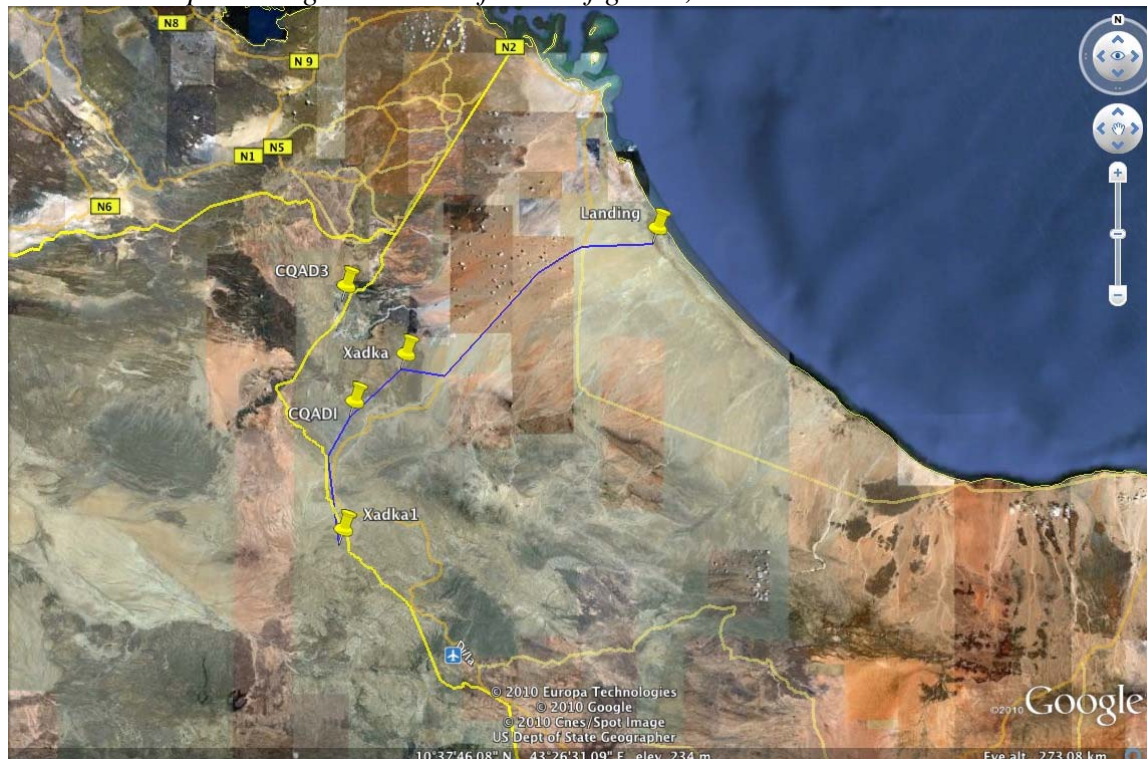 N8
N2
N 9
N1
N5
N6
Landing
CQAD3
Xadka
CQADI
Xadka1
© 2010 Europa Technologies
© 2010 Google
© 2010 Cnes/Spot Image
US Dept of State Geographer
©2010 Google
N
10°37'46.08" N 43°26'31.09" E elev 234 m
Eye alt 273.08 km